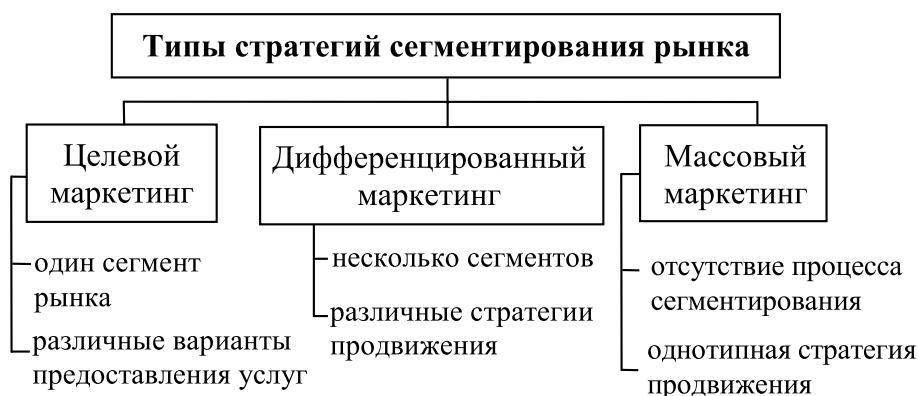 Типы стратегий сегментирования рынка
Целевой
маркетинг
один сегмент
рынка
различные варианты
предоставления услуг
Дифференцированный
маркетинг
несколько сегментов
различные стратегии
продвижения
Массовый
маркетинг
отсутствие процесса
сегментирования
однотипная стратегия
продвижения